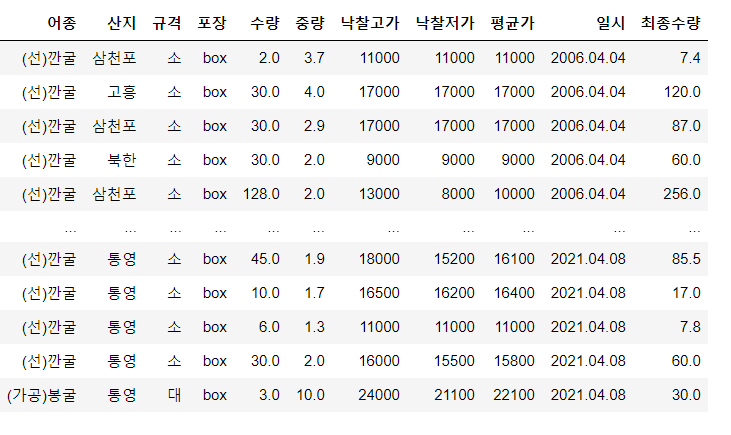 어종 산지 규격 포장 수량 중량 낙찰고가 낙찰저가 평균가 일시 최종수량
(선)깐굴 삼천포 소 box 2.0 3.7 11000 11000 11000 2006.04.04 7.4
(선)깐굴 고흥 소 box 30.0 4.0 17000 17000 17000 2006.04.04 120.0
(선)깐굴 삼천포 소 box 30.0 2.9 17000 17000 17000 2006.04.04 87.0
(선)깐굴 북한 소 box 30.0 2.0 9000 9000 9000 2006.04.04 60.0
(선)깐굴 삼천포 소 box 128.0 2.0 13000 8000 10000 2006.04.04 256.0
... ... ... ... ... ... ... ... ... ... ...
(선)깐굴 통영 소 box 45.0 1.9 18000 15200 16100 2021.04.08 85.5
(선)깐굴 통영 소 box 10.0 1.7 16500 16200 16400 2021.04.08 17.0
(선)깐굴 통영 소 box 6.0 1.3 11000 11000 11000 2021.04.08 7.8
(선)깐굴 통영 소 box 30.0 2.0 16000 15500 15800 2021.04.08 60.0
(가공)봉굴 통영 대 box 3.0 10.0 24000 21100 22100 2021.04.08 30.0